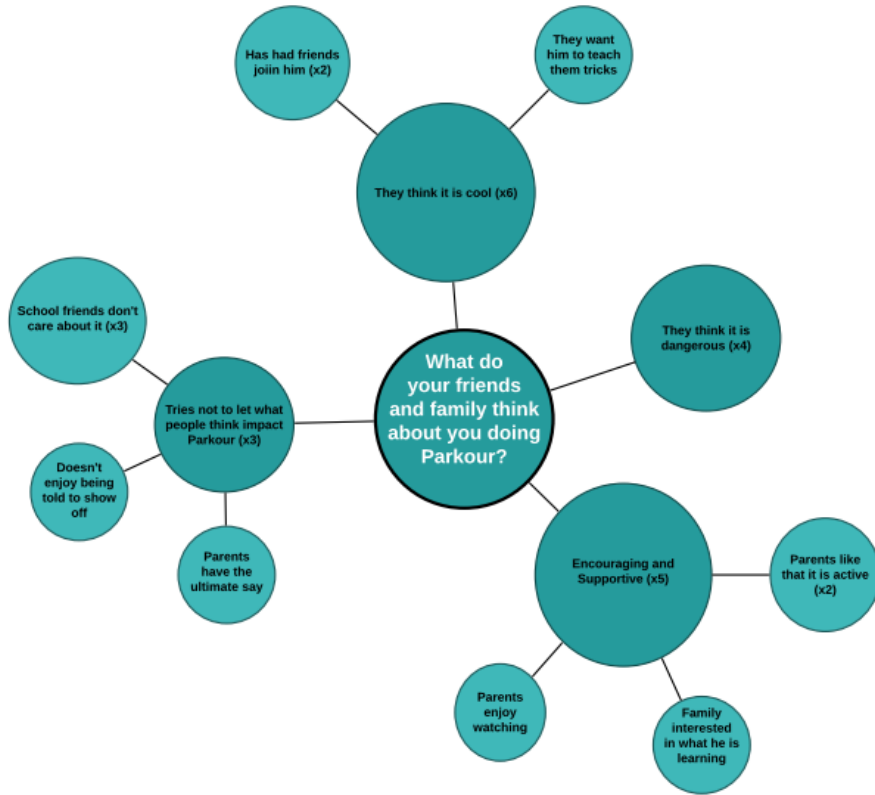 Has had friends
joiin him (x2)
They want
him to teach
them tricks
They think it is cool (x6)
School friends don't
care about it (x3)
They think it is
dangerous (x4)
What do
your friends
and family think
about you doing
Parkour?
Tries not to let what
people think impact
Parkour (x3)
Doesn't
enjoy being
told to show
off
Parents
have the
ultimate say
Encouraging and
Supportive (x5)
Parents like
that it is active
(x2)
Parents
enjoy
watching
Family
interested
in what he is
learning